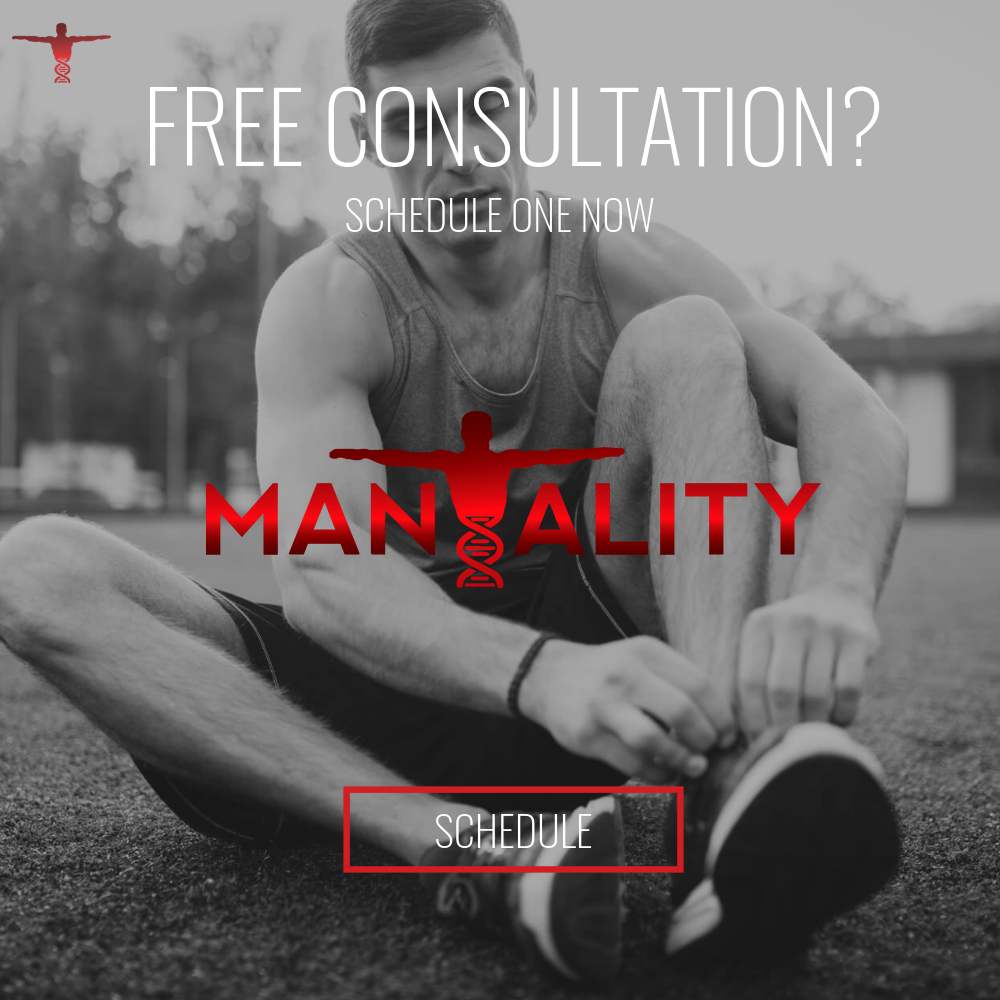 FREE CONSULTATION?
SCHEDULE ONE NOW
MANTALITY
SCHEDULE